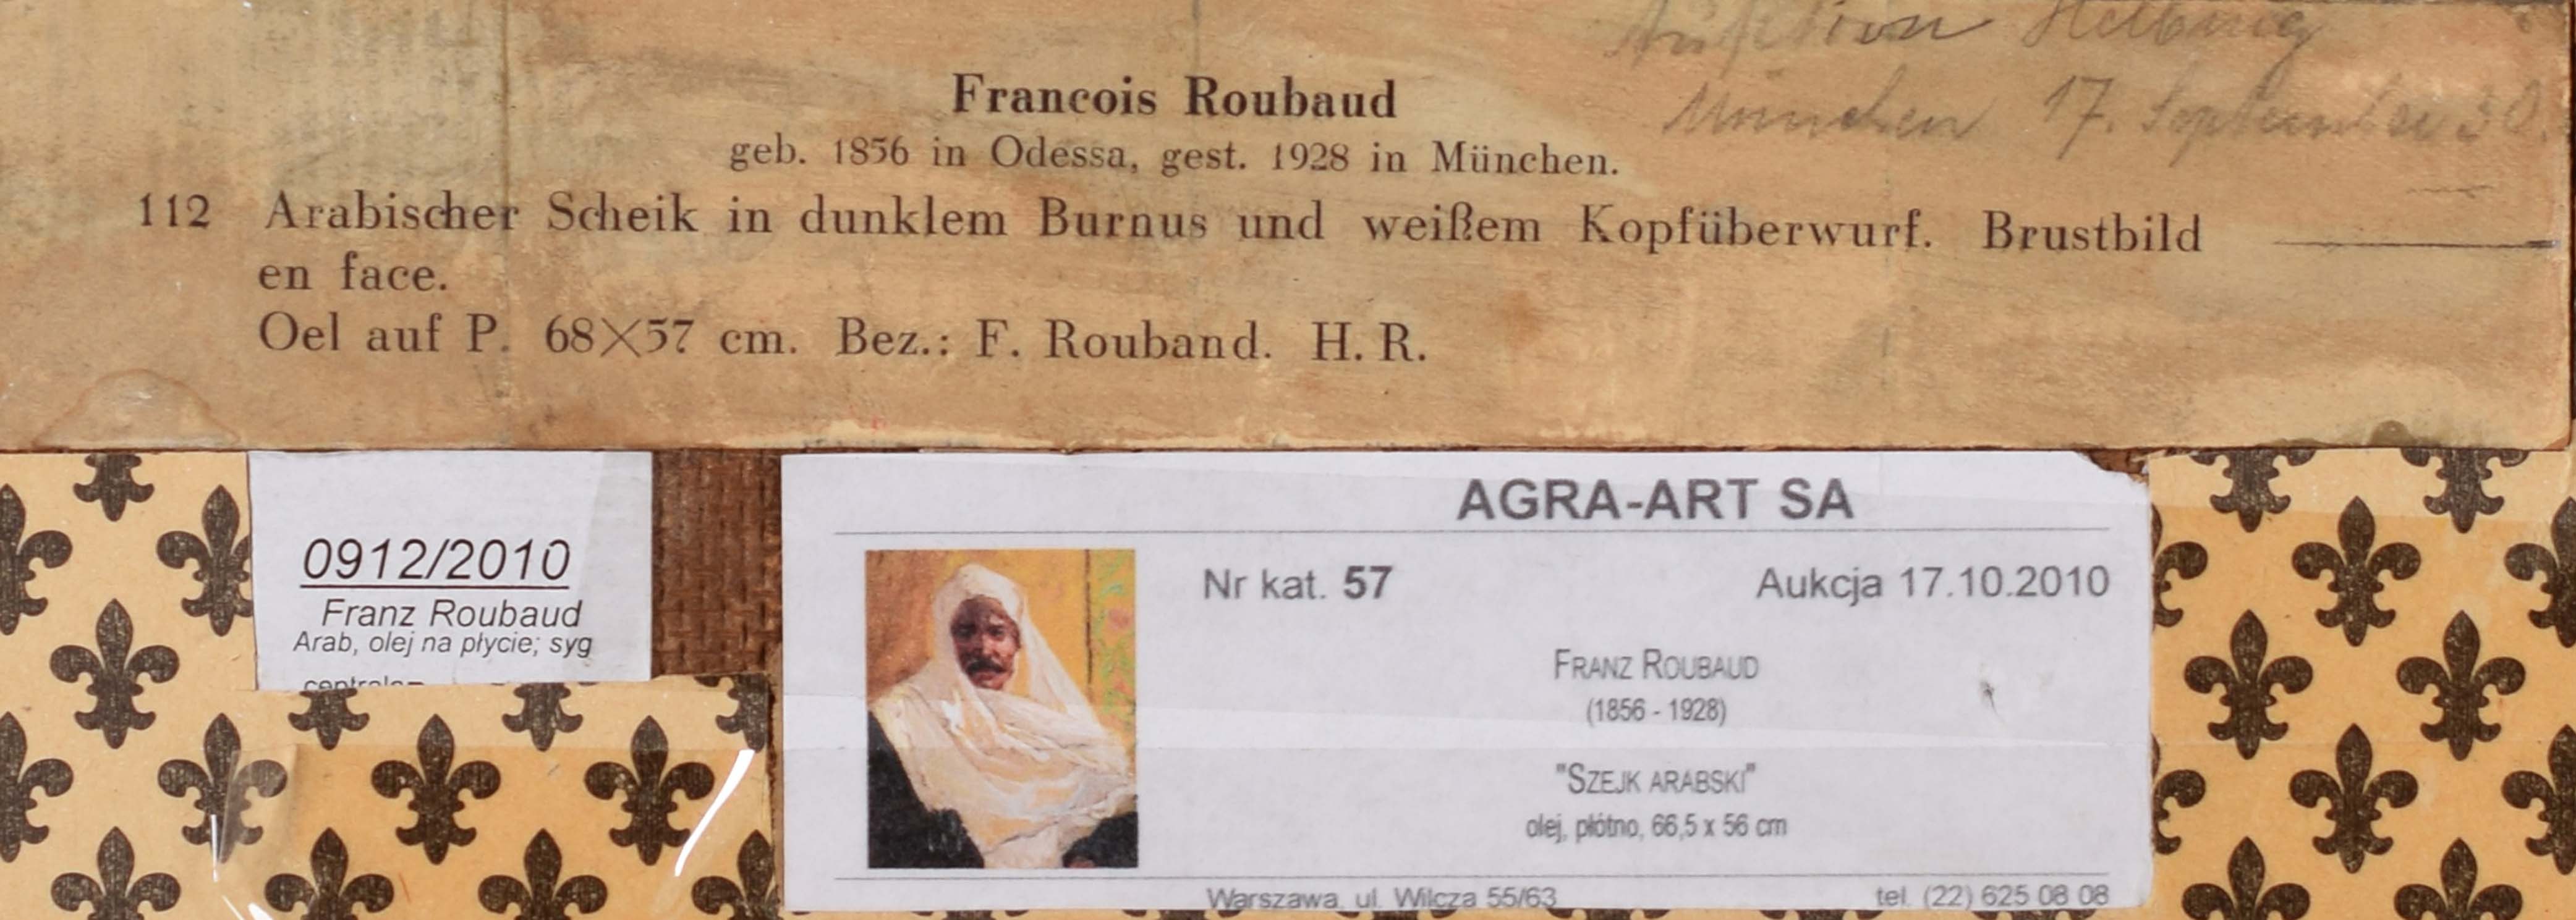 Auktion Helbing
München 17. September 30.
Francois Roubaud
geb. 1856 in Odessa, gest. 1928 in München.
112 Arabischer Scheik in dunklem Burnus und weißem Kopfüberwurf. Brustbild
en face.
Oel auf P. 68×57 cm. Bez.: F. Rouband. H. R.
0912/2010
Franz Roubaud
Arab, olej na płycie; syg
AGRA-ART SA
Nr kat. 57 Aukcja 17.10.2010
FRANZ ROUBAUD
(1856 - 1928)
"SZEJK ARABSKI"
olej, płótno, 66,5 x 56 cm
Warszawa, ul. Wilcza 55/63 tel. (22) 625 08 08